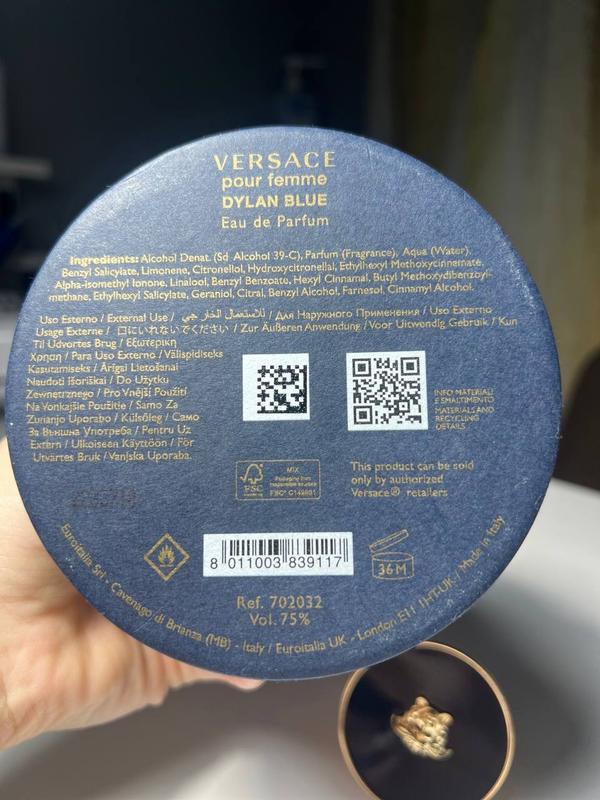 VERSACE
pour femme
DYLAN BLUE
Eau de Parfum
Ingredients: Alcohol Denat. (Sd Alcohol 39-C), Parfum (Fragrance), Aqua (Water),
Benzyl Salicylate, Limonene, Citronellol, Hydroxycitronellal, Ethylhexyl Methoxycinnamate,
Alpha-isomethyl Ionone, Linalool, Benzyl Benzoate, Hexyl Cinnamal, Butyl Methoxydibenzoyl-
methane, Ethylhexyl Salicylate, Geraniol, Citral, Benzyl Alcohol, Farnesol, Cinnamyl Alcohol.
Uso Esterno / External Use / للاستعمال الخارجي / Для Наружного Применения / Uso Externo
Usage Externe / 口にいれないでください / Zur Äußeren Anwendung / Voor Uitwendig Gebruik / Kun
Til Udvortes Brug / Εξωτερική
Χρήση / Para Uso Externo / Välispidiseks
Kasutamiseks / Ārīgai Lietošanai
Naudoti Išoriškai / Do Użytku
Zewnętrznego / Pro Vnější Použití
Na Vonkajšie Použitie / Samo Za
Zunanjo Uporabo / Külsőleg / Само
За Външна Употреба / Pentru Uz
Extern / Ulkoiseen Käyttöön / För
Utvärtes Bruk / Vanjska Uporaba.
INFO MATERIALI
E SMALTIMENTO
MATERIALS AND
RECYCLING
DETAILS
FSC
MIX
Packaging from
responsible sources
FSC® C149891
This product can be sold
only by authorized
Versace® retailers
8 011003 839117
36M
Ref. 702032
Vol. 75%
Euroitalia Srl - Cavenago di Brianza (MB) - Italy / Euroitalia UK - London E11 1HT-UK / Made in Italy